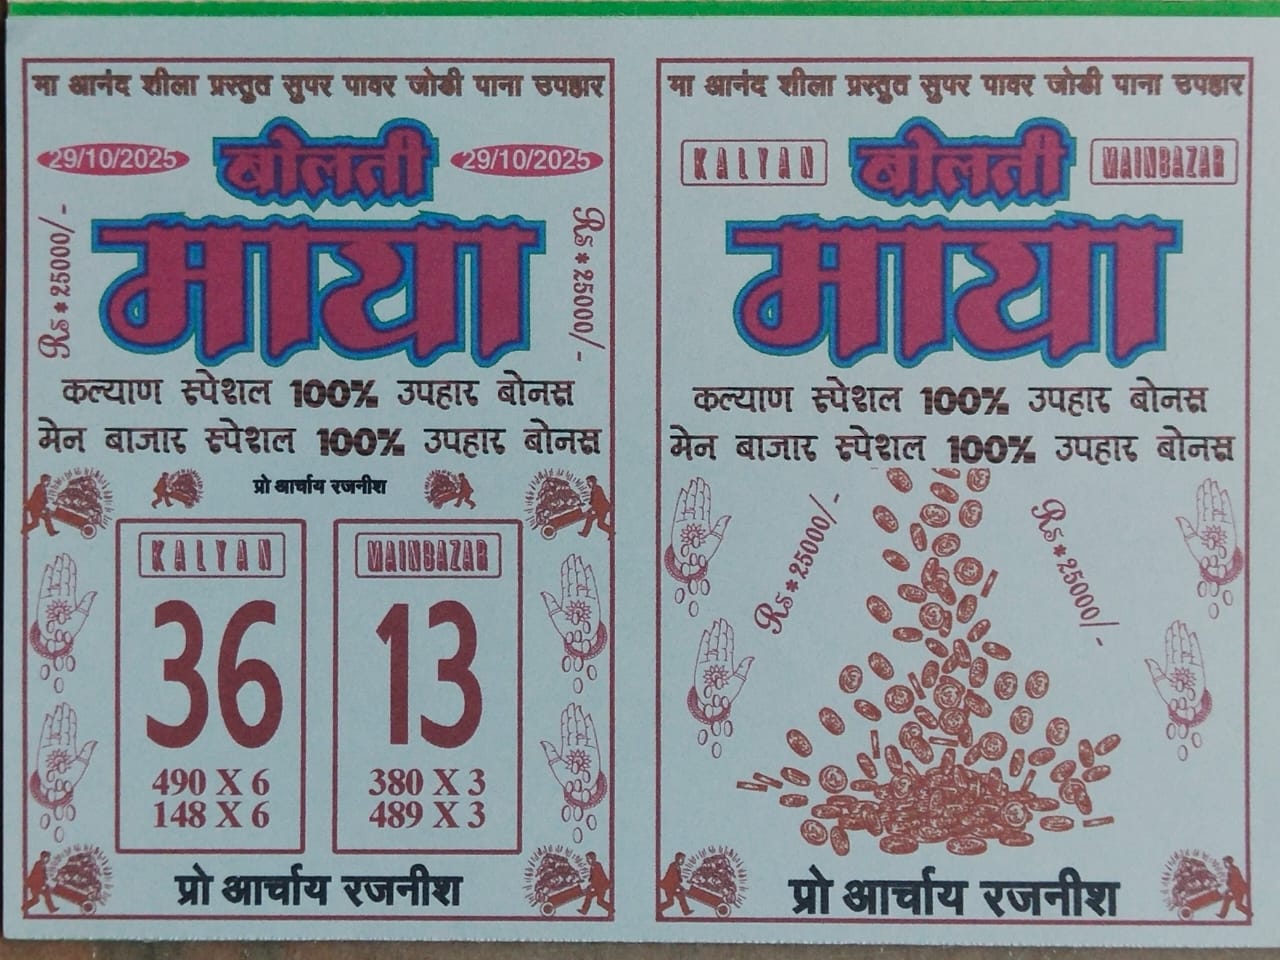 मा आनंद शीला प्रस्तुत सुपर पावर जोडी पाना उपहार
29/10/2025 बोलती 29/10/2025
माया
Rs * 25000/-
Rs * 25000/-
कल्याण स्पेशल 100% उपहार बोनस
मेन बाजार स्पेशल 100% उपहार बोनस
प्रो आर्चाय रजनीश
KALYAN
36
490 X 6
148 X 6
MAINBAZAR
13
380 X 3
489 X 3
प्रो आर्चाय रजनीश
मा आनंद शीला प्रस्तुत सुपर पावर जोडी पाना उपहार
KALYAN बोलती MAINBAZAR
माया
कल्याण स्पेशल 100% उपहार बोनस
मेन बाजार स्पेशल 100% उपहार बोनस
Rs * 25000/-
Rs * 25000/-
प्रो आर्चाय रजनीश